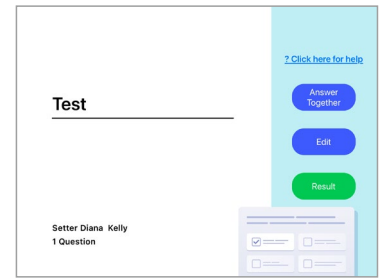 ? Click here for help
Test
Answer
Together
Edit
Result
Setter Diana Kelly
1 Question